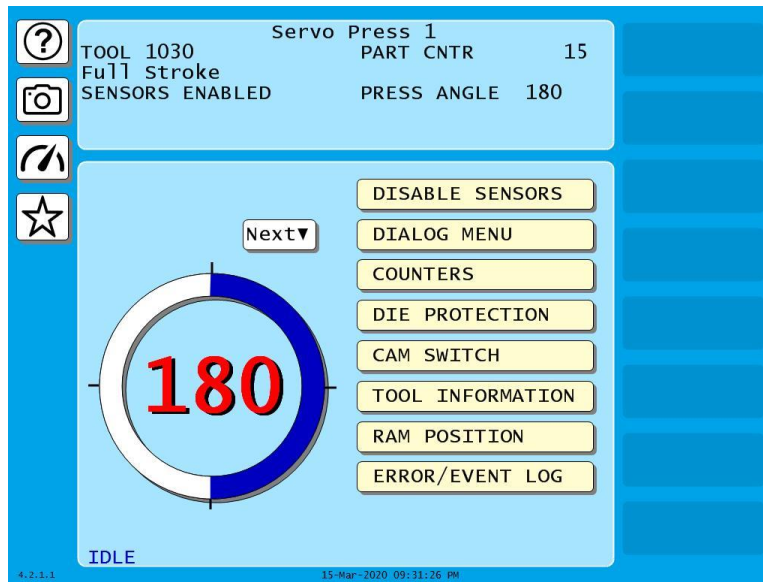 Servo Press 1
TOOL 1030 PART CNTR 15
Full Stroke
SENSORS ENABLED PRESS ANGLE 180
?
DISABLE SENSORS
Next▼ DIALOG MENU
COUNTERS
DIE PROTECTION
CAM SWITCH
180
TOOL INFORMATION
RAM POSITION
ERROR/EVENT LOG
IDLE
4.2.1.1 15-Mar-2020 09:31:26 PM